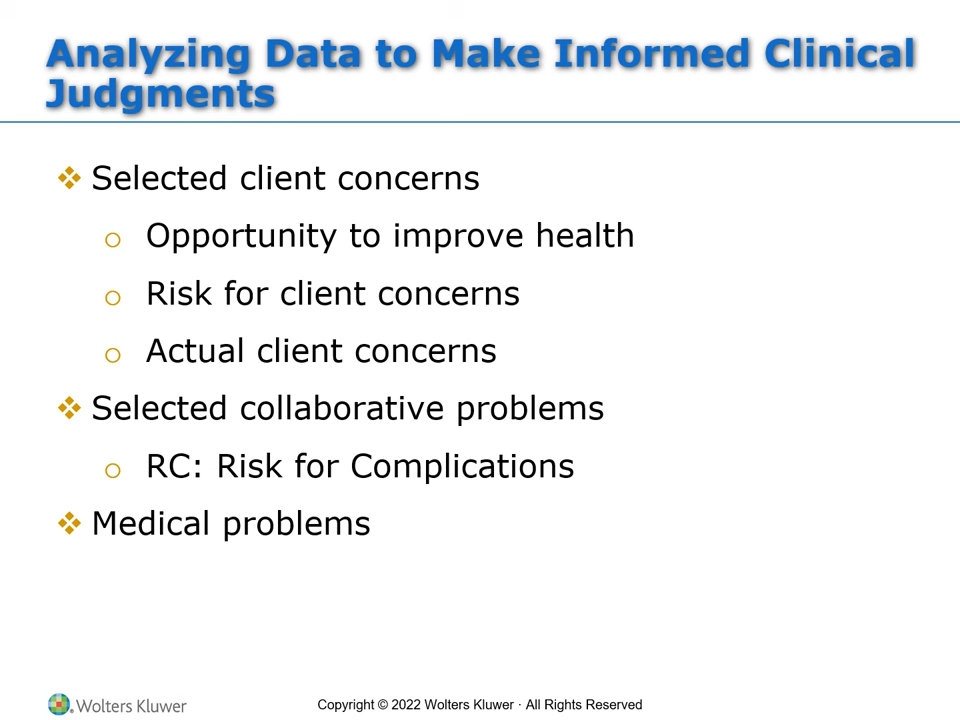 Analyzing Data to Make Informed Clinical
Judgments
❖ Selected client concerns
o Opportunity to improve health
o Risk for client concerns
o Actual client concerns
❖ Selected collaborative problems
o RC: Risk for Complications
❖ Medical problems
Wolters Kluwer
Copyright © 2022 Wolters Kluwer · All Rights Reserved